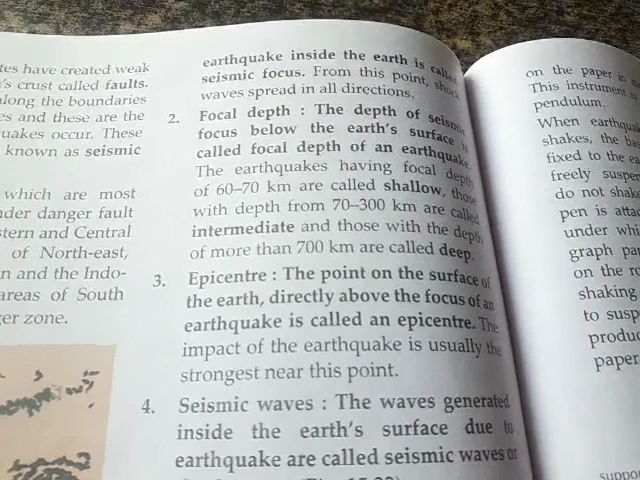 tes have created weak
's crust called faults.
long the boundaries
es and these are the
uakes occur. These
known as seismic
which are most
der danger fault
stern and Central
of North-east,
n and the Indo-
areas of South
er zone.
earthquake inside the earth is called
seismic focus. From this point, shock
waves spread in all directions.
2. Focal depth : The depth of seismic
focus below the earth's surface is
called focal depth of an earthquake.
The earthquakes having focal depth
of 60–70 km are called shallow, those
with depth from 70–300 km are called
intermediate and those with the depth
of more than 700 km are called deep.
3. Epicentre : The point on the surface of
the earth, directly above the focus of an
earthquake is called an epicentre. The
impact of the earthquake is usually the
strongest near this point.
4. Seismic waves : The waves generated
inside the earth's surface due to
earthquake are called seismic waves or
on the paper
This instrument
pendulum.
When earthqua
shakes, the bas
fixed to the ea
freely suspen
do not shake
pen is attac
under whi
graph pap
on the ro
shaking
to susp
produc
paper
suppo